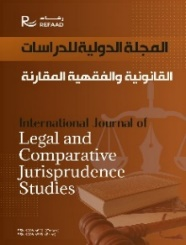 رفاد
REFAAD
المجلة الدولية للدراسات
القانونية والفقهية المقارنة
International Journal of
Legal and
Comparative
Jurisprudence
Studies